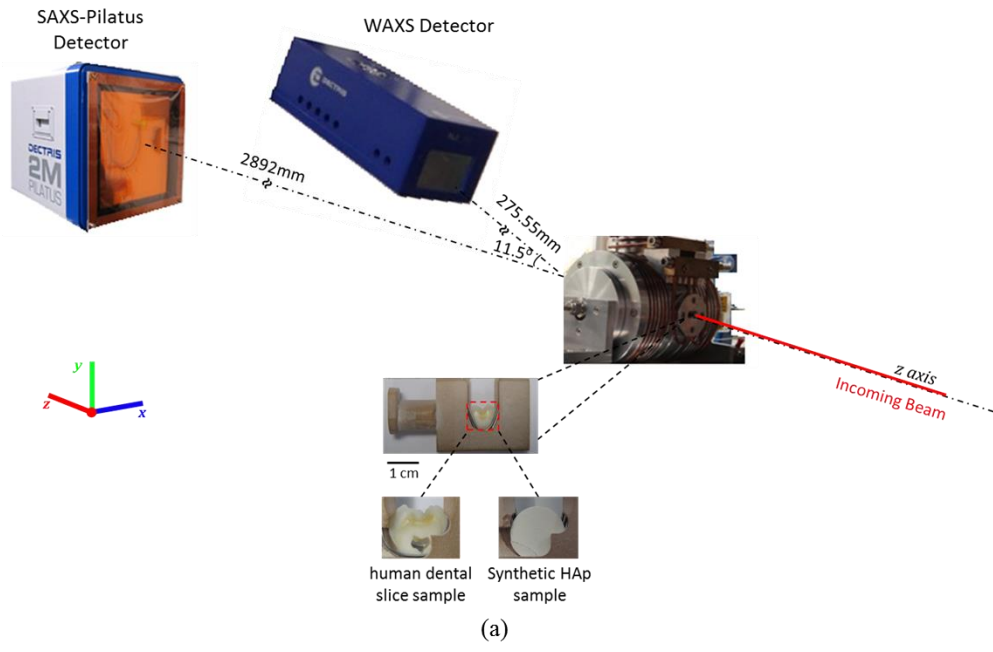 SAXS-Pilatus
Detector
WAXS Detector
DECTRIS
DECTRIS
2M
PILATUS
2892mm
275.55mm
11.5°
z axis
Incoming Beam
y
z
x
1 cm
human dental
slice sample
Synthetic HAp
sample
(a)